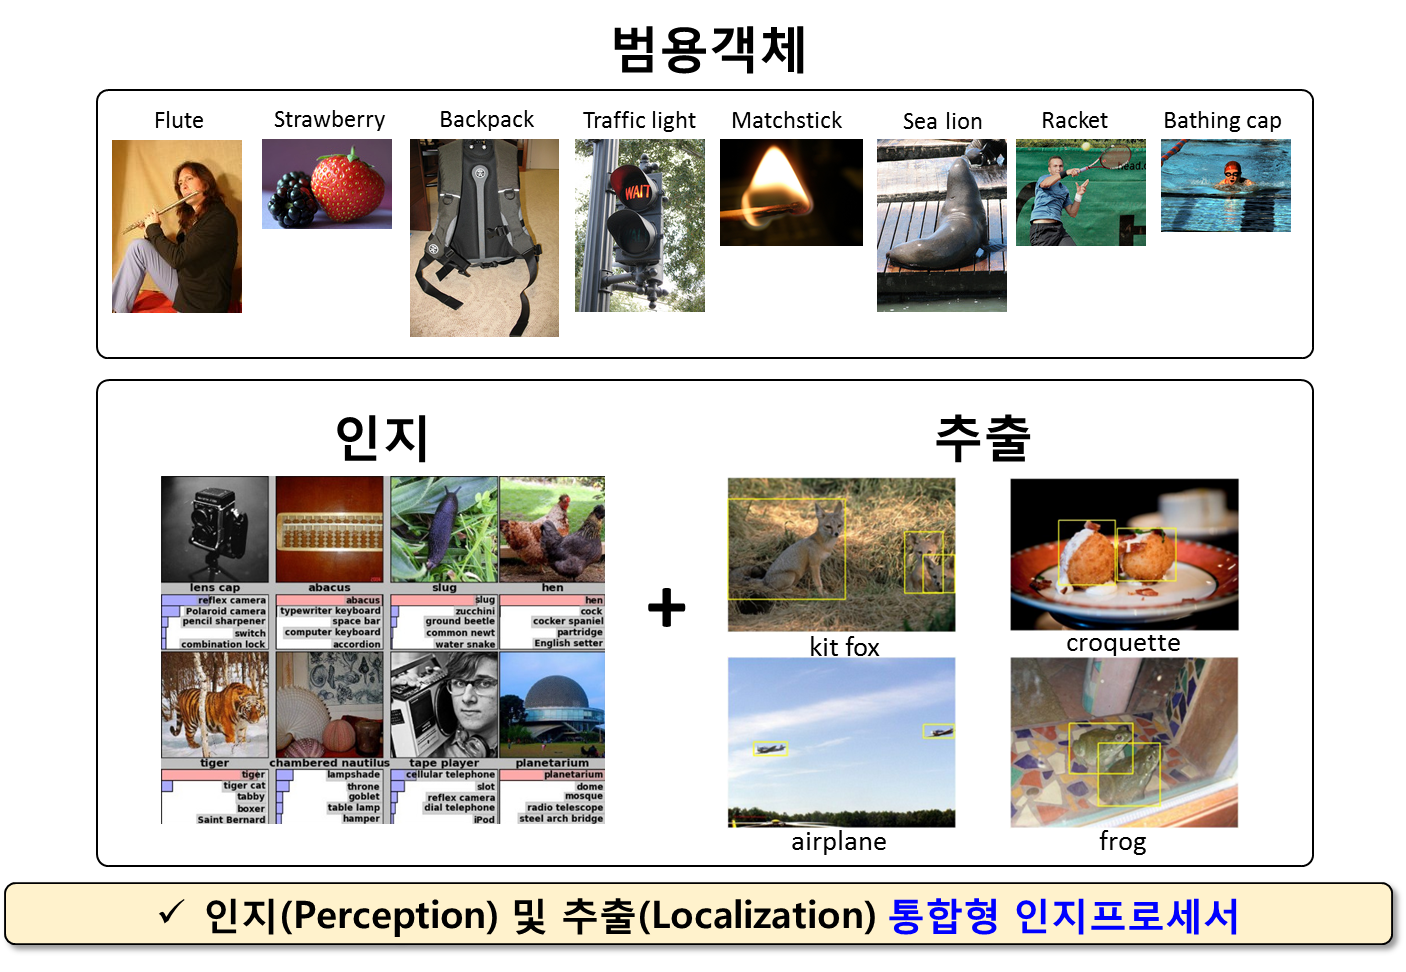 범용객체
Flute
Strawberry
Backpack
Traffic light
Matchstick
Sea lion
Racket
Bathing cap
WAIT
head.c
인지
추출
lens cap
reflex camera
Polaroid camera
pencil sharpener
switch
combination lock
abacus
abacus
typewriter keyboard
space bar
computer keyboard
accordion
slug
slug
zucchini
ground beetle
common newt
water snake
hen
hen
cock
cocker spaniel
partridge
English setter
tiger
tiger
tiger cat
tabby
boxer
Saint Bernard
chambered nautilus
lampshade
throne
goblet
table lamp
hamper
tape player
cellular telephone
slot
reflex camera
dial telephone
iPod
planetarium
planetarium
dome
mosque
radio telescope
steel arch bridge
+
kit fox
croquette
airplane
frog
✓ 인지(Perception) 및 추출(Localization) 통합형 인지프로세서